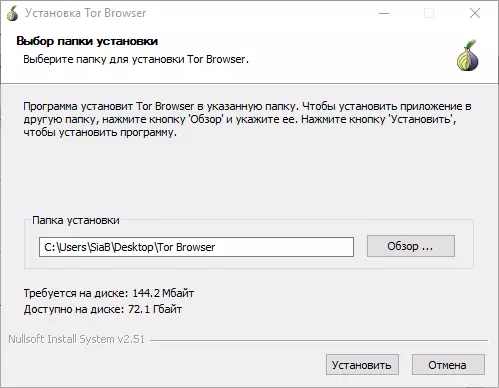 Установка Tor Browser
Выбор папки установки
Выберите папку для установки Tor Browser.
Программа установит Tor Browser в указанную папку. Чтобы установить приложение в
другую папку, нажмите кнопку 'Обзор' и укажите ее. Нажмите кнопку 'Установить',
чтобы установить программу.
Папка установки
C:\Users\SiaB\Desktop\Tor Browser
Обзор ...
Требуется на диске: 144.2 Мбайт
Доступно на диске: 72.1 Гбайт
Nullsoft Install System v2.51
Установить
Отмена